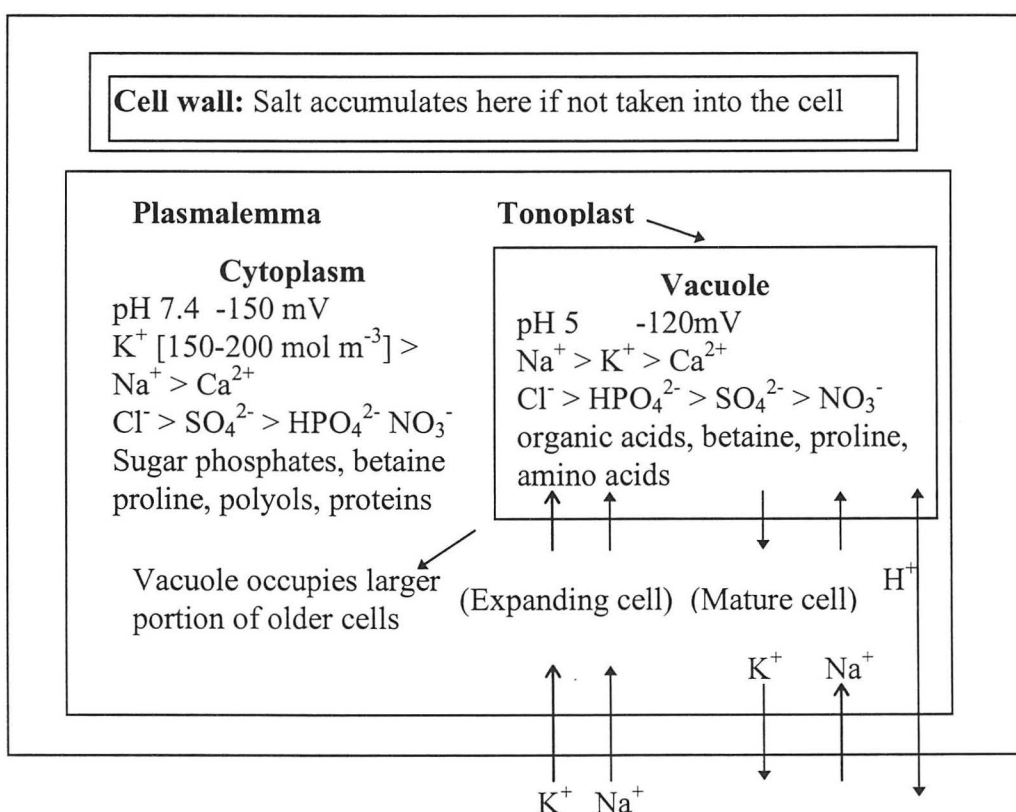 Cell wall: Salt accumulates here if not taken into the cell
Plasmalemma
Tonoplast
Cytoplasm
pH 7.4 -150 mV
K⁺ [150-200 mol m⁻³] >
Na⁺ > Ca²⁺
Cl⁻ > SO₄²⁻ > HPO₄²⁻ NO₃⁻
Sugar phosphates, betaine
proline, polyols, proteins
Vacuole
pH 5 -120mV
Na⁺ > K⁺ > Ca²⁺
Cl⁻ > HPO₄²⁻ > SO₄²⁻ > NO₃⁻
organic acids, betaine, proline,
amino acids
Vacuole occupies larger
portion of older cells
(Expanding cell) (Mature cell)
H⁺
K⁺ Na⁺
K⁺ Na⁺